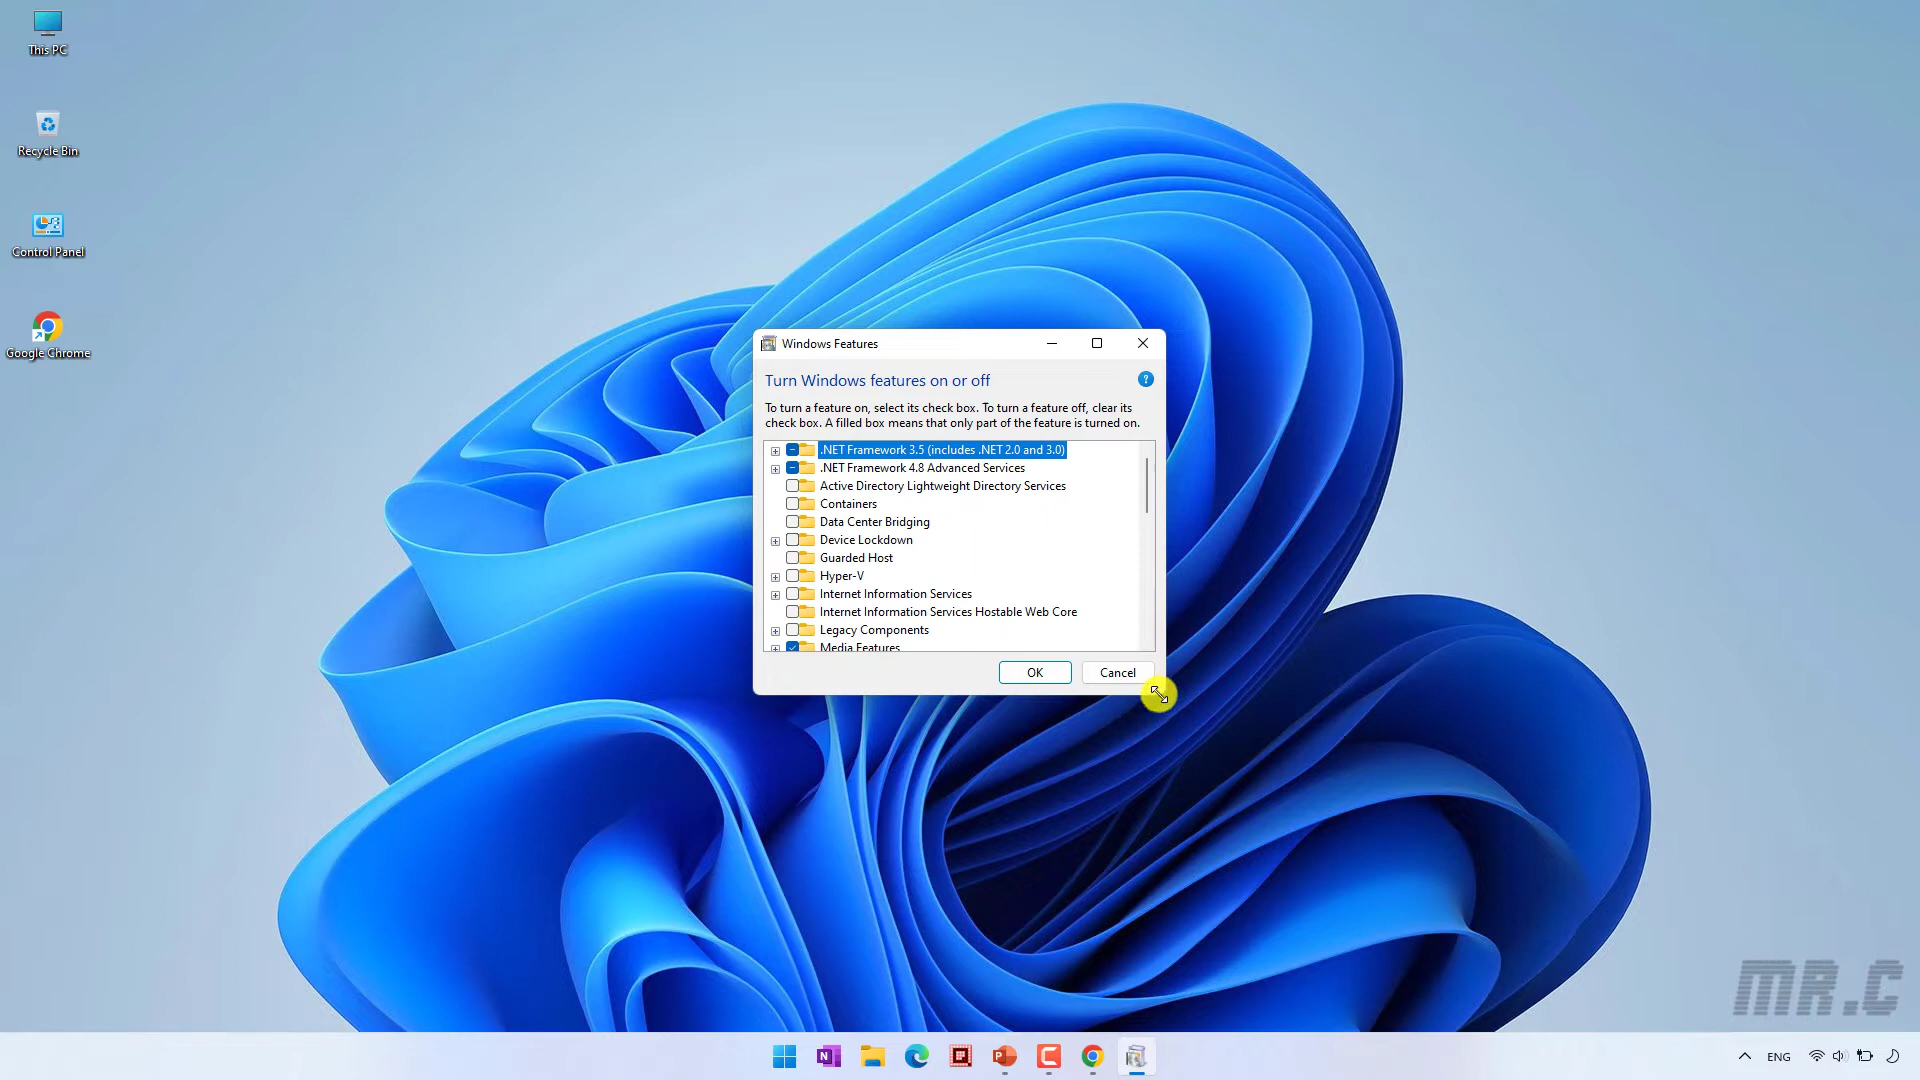 This PC
Recycle Bin
Control Panel
Google Chrome
Windows Features
Turn Windows features on or off
?
To turn a feature on, select its check box. To turn a feature off, clear its
check box. A filled box means that only part of the feature is turned on.
.NET Framework 3.5 (includes .NET 2.0 and 3.0)
.NET Framework 4.8 Advanced Services
Active Directory Lightweight Directory Services
Containers
Data Center Bridging
Device Lockdown
Guarded Host
Hyper-V
Internet Information Services
Internet Information Services Hostable Web Core
Legacy Components
Media Features
OK
Cancel
MR.C
N
P
C
ENG